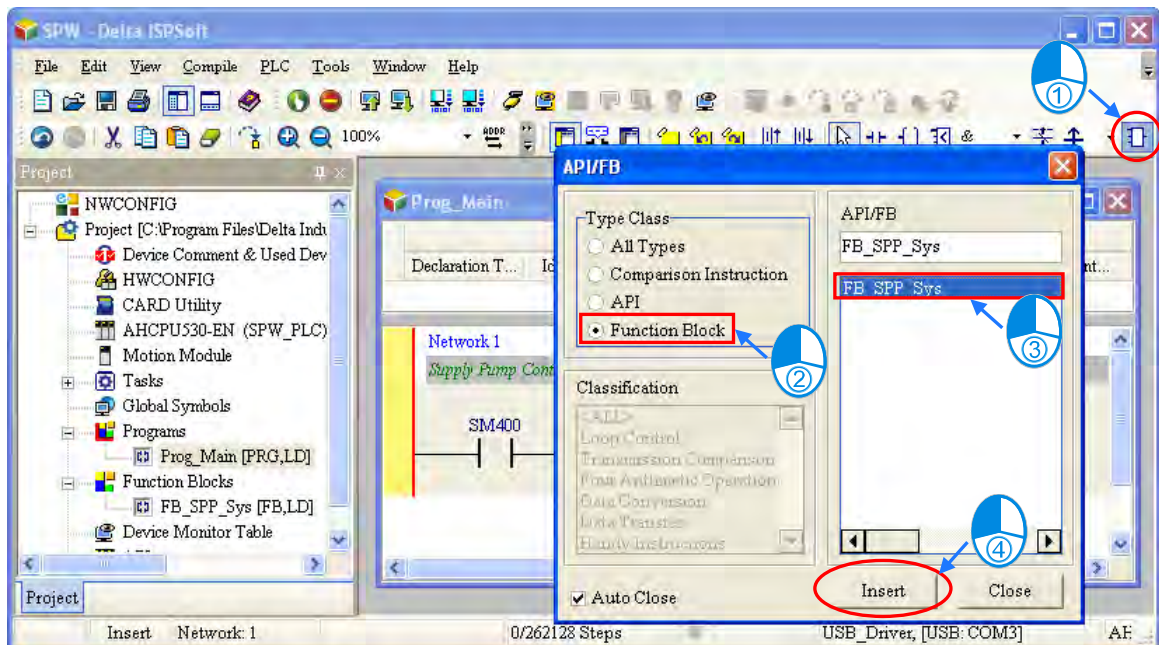 SPW - Delta ISPSoft
File Edit View Compile PLC Tools Window Help
①
100%
ADDR
Project
NWCONFIG
Project [C:\Program Files\Delta Indu
Device Comment & Used Dev
HWCONFIG
CARD Utility
AHCPU530-EN (SPW_PLC)
Motion Module
Tasks
Global Symbols
Programs
Prog_Main [PRG,LD]
Function Blocks
FB_SPP_Sys [FB,LD]
Device Monitor Table
Project
Prog_Main
Declaration T...
Network 1
Supply Pump Cont
SM400
API/FB
Type Class
All Types
Comparison Instruction
API
Function Block
②
Classification
<ALL>
Loop Control
Transmission Comparison
Four Arithmetic Operation
Data Conversion
Data Transfer
Handy Instructions
Auto Close
API/FB
FB_SPP_Sys
FB_SPP_Sys
③
④
Insert Close
Insert Network: 1 0/262128 Steps USB_Driver, [USB: COM3] AH